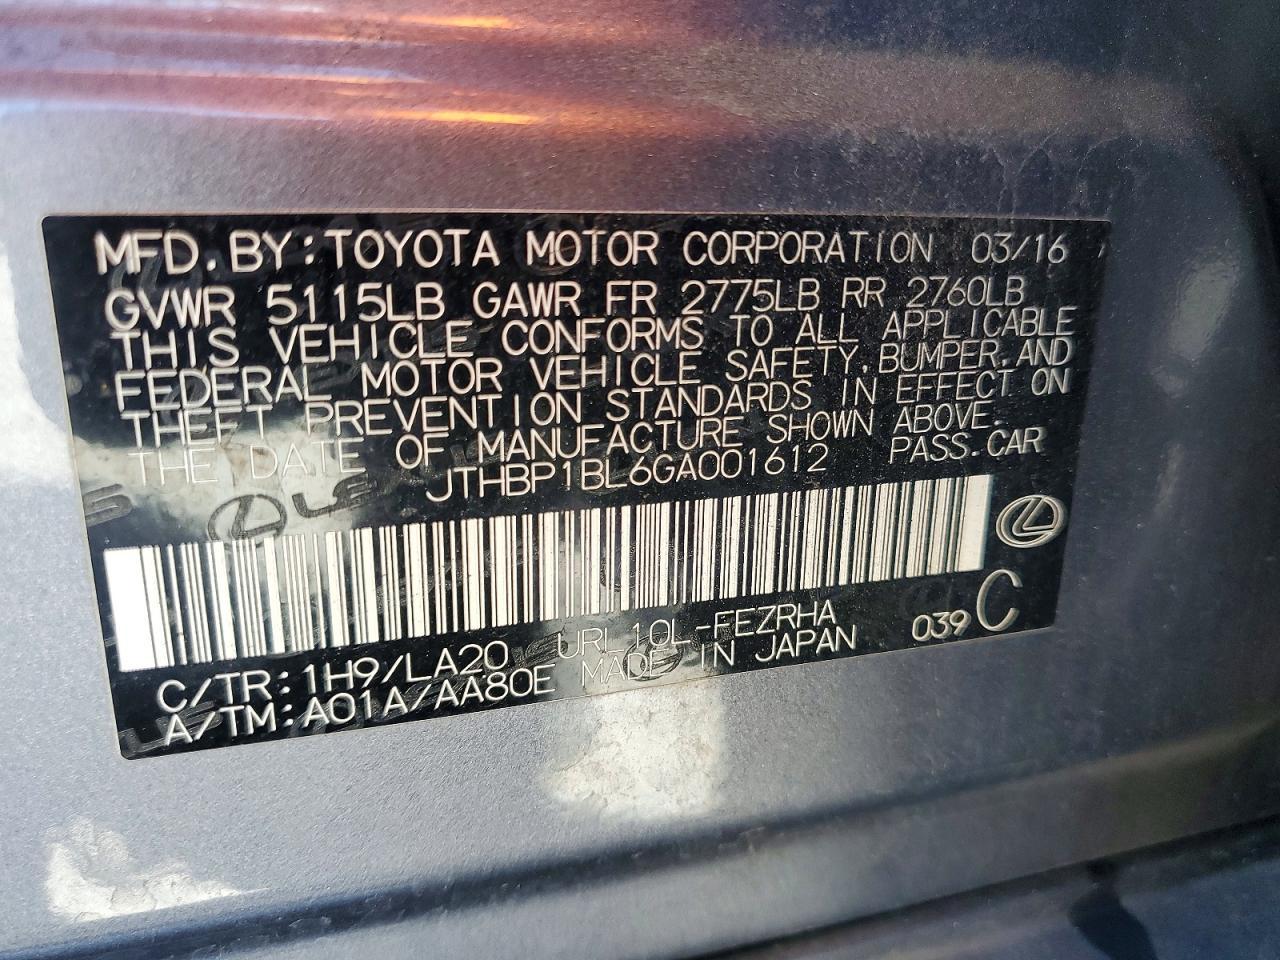 MFD. BY: TOYOTA MOTOR CORPORATION 03/16
GVWR 5115LB GAWR FR 2775LB RR 2760LB
THIS VEHICLE CONFORMS TO ALL APPLICABLE
FEDERAL MOTOR VEHICLE SAFETY, BUMPER, AND
THEFT PREVENTION STANDARDS IN EFFECT ON
THE DATE OF MANUFACTURE SHOWN ABOVE.
JTHBP1BL6GA001612 PASS. CAR
C/TR: 1H9/LA20 URL10L-FEZRHA 039 C
A/TM: A01A/AA80E MADE IN JAPAN